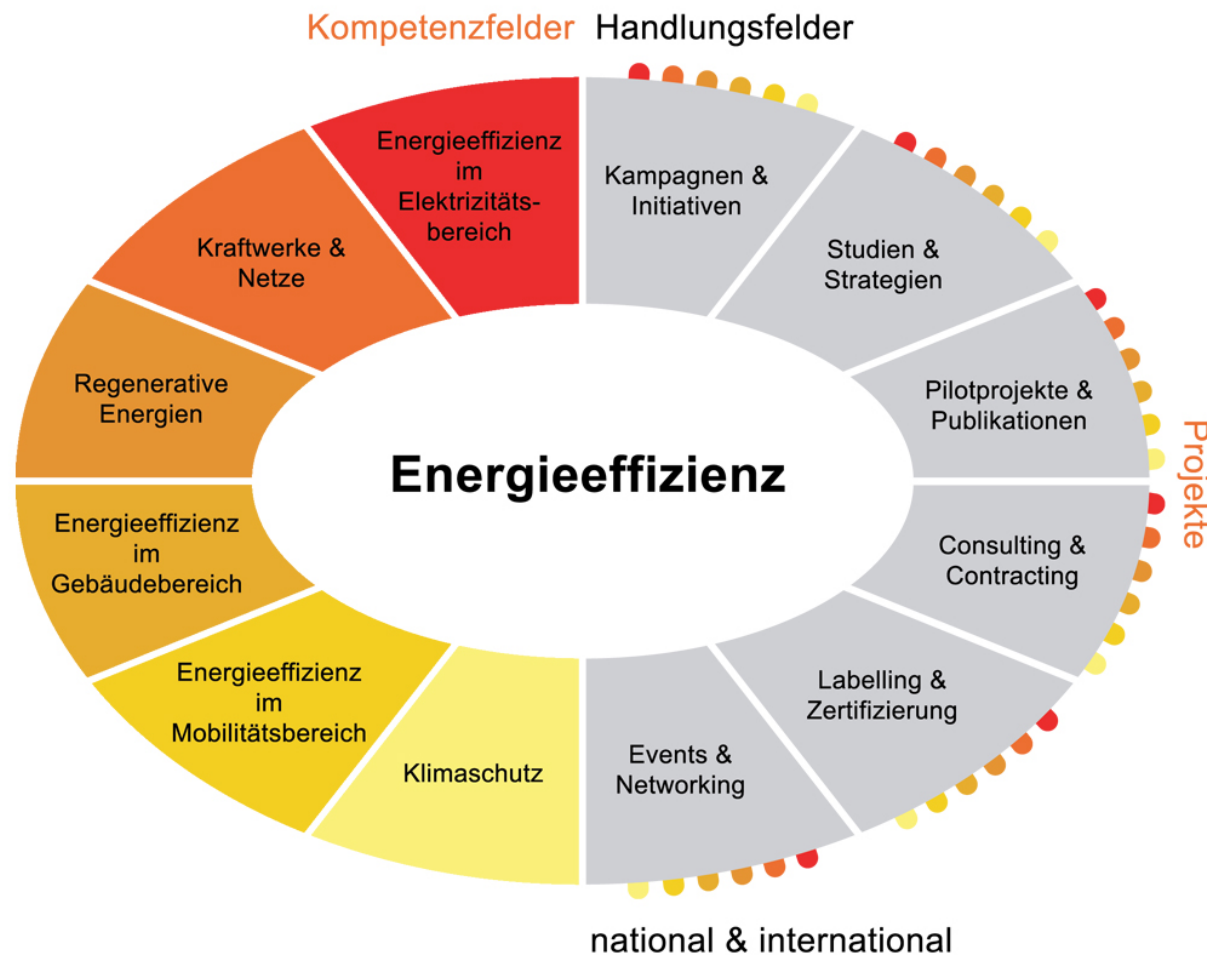 Kompetenzfelder Handlungsfelder
Energieeffizienz
im
Elektrizitäts-
bereich
Kraftwerke &
Netze
Regenerative
Energien
Energieeffizienz
im
Gebäudebereich
Energieeffizienz
im
Mobilitätsbereich
Klimaschutz
Energieeffizienz
Kampagnen &
Initiativen
Studien &
Strategien
Pilotprojekte &
Publikationen
Consulting &
Contracting
Labelling &
Zertifizierung
Events &
Networking
Projekte
national & international